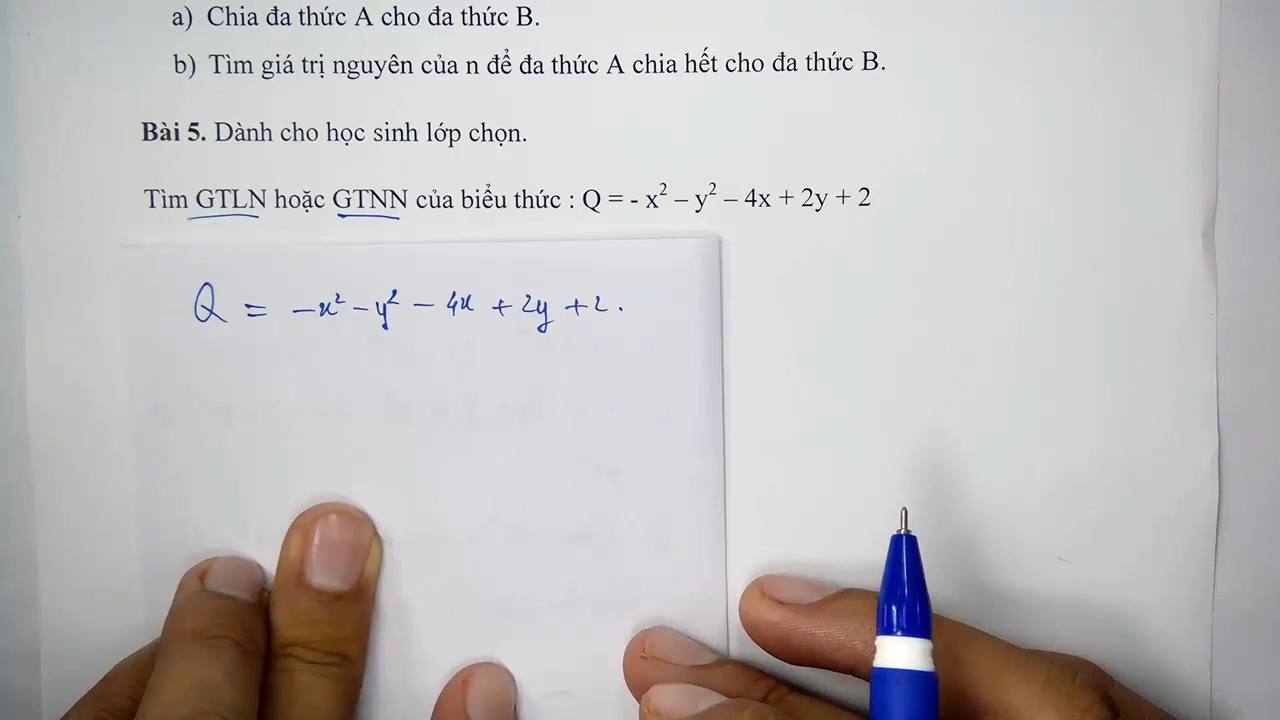 a) Chia đa thức A cho đa thức B.
b) Tìm giá trị nguyên của n để đa thức A chia hết cho đa thức B.
Bài 5. Dành cho học sinh lớp chọn.
Tìm GTLN hoặc GTNN của biểu thức : Q = - x² – y² – 4x + 2y + 2
Q = -x² - y² - 4x + 2y + 2.